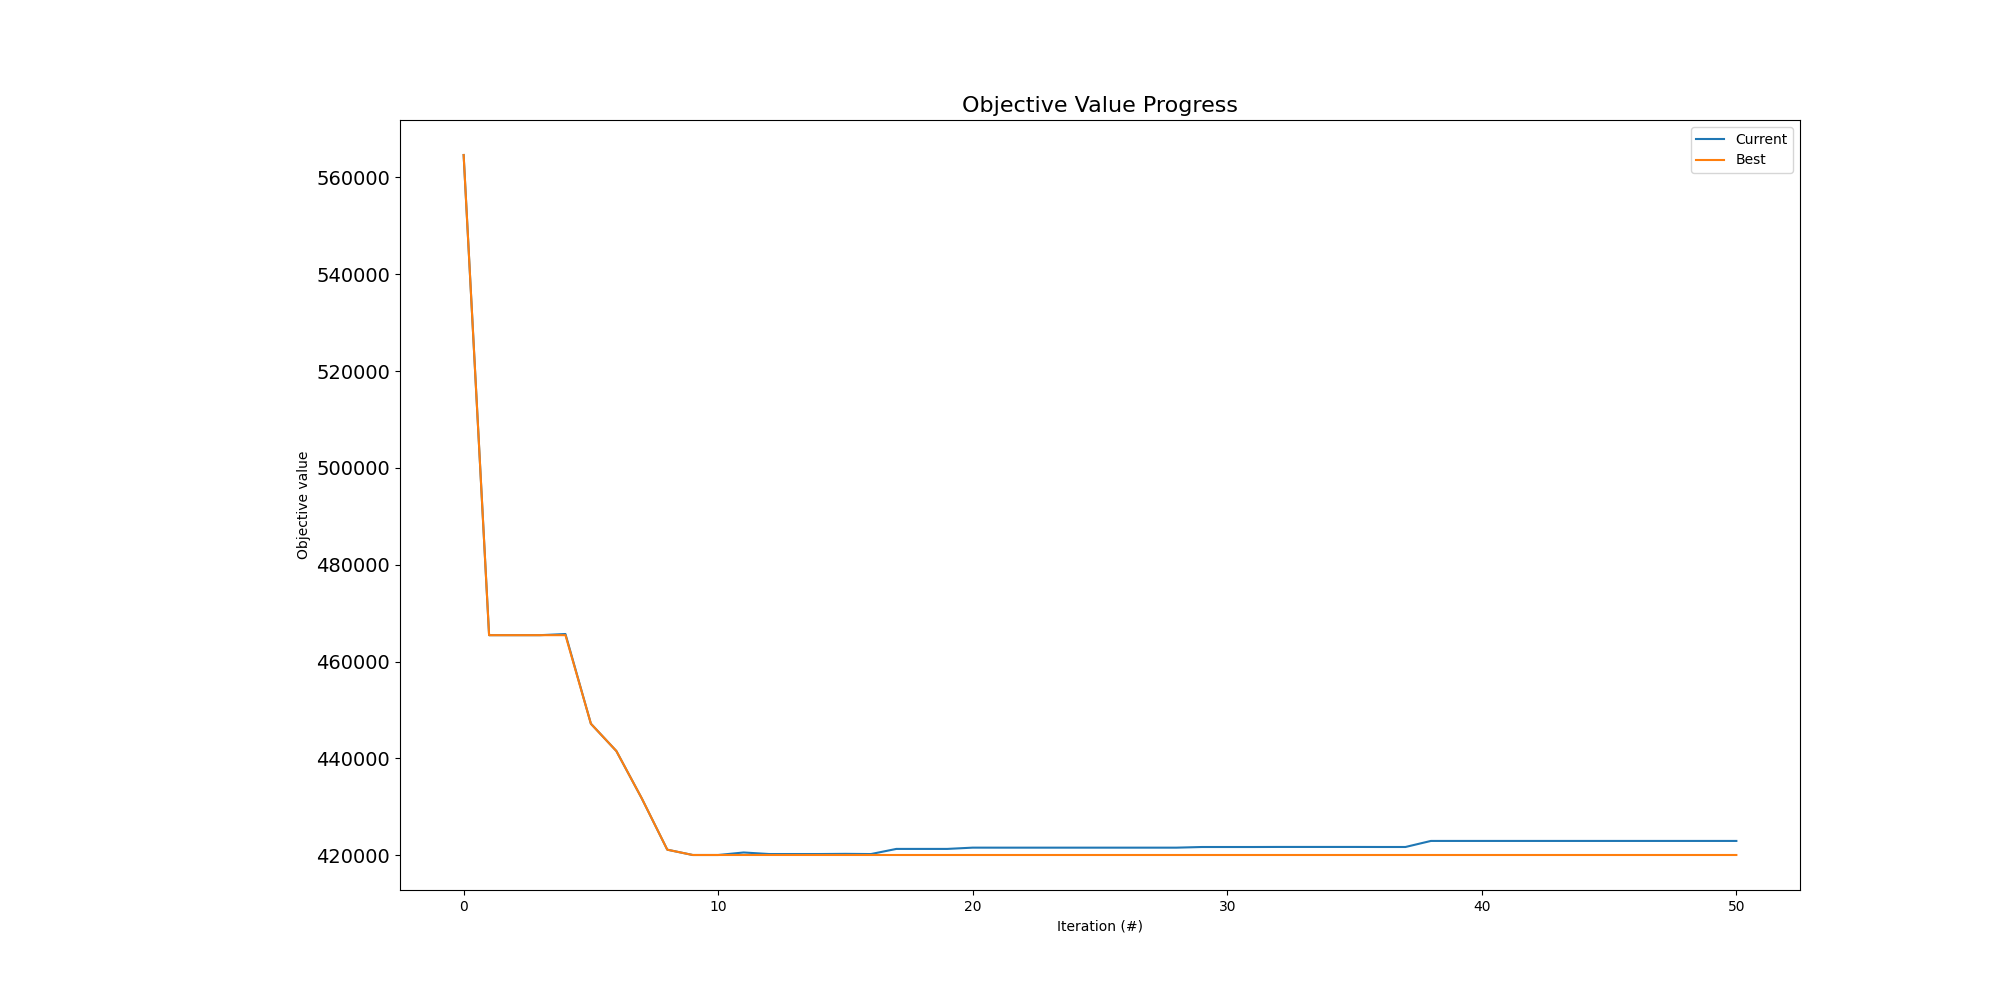 Objective Value Progress
Current
Best
560000
540000
520000
500000
480000
460000
440000
420000
Objective value
0 10 20 30 40 50
Iteration (#)